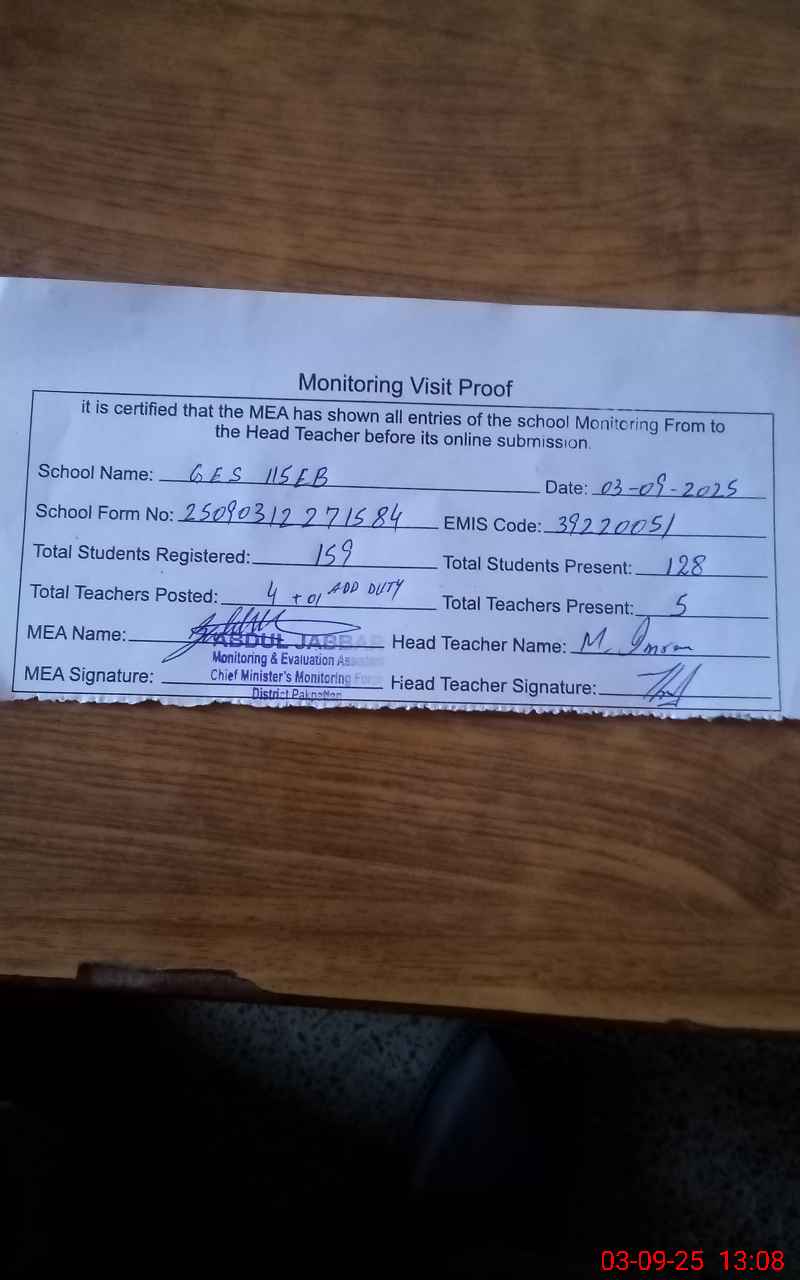 Monitoring Visit Proof
it is certified that the MEA has shown all entries of the school Monitoring From to
the Head Teacher before its online submission.
School Name: GES 115EB Date: 03-09-2025
School Form No: 25090312271584 EMIS Code: 39220051
Total Students Registered: 159 Total Students Present: 128
Total Teachers Posted: 4 + 01 ADD DUTY Total Teachers Present: 5
MEA Name: ABDUL JABBAR Head Teacher Name: M. Imran
Monitoring & Evaluation Assistant
MEA Signature: Chief Minister's Monitoring Force Head Teacher Signature:
District Pakpattan
03-09-25 13:08